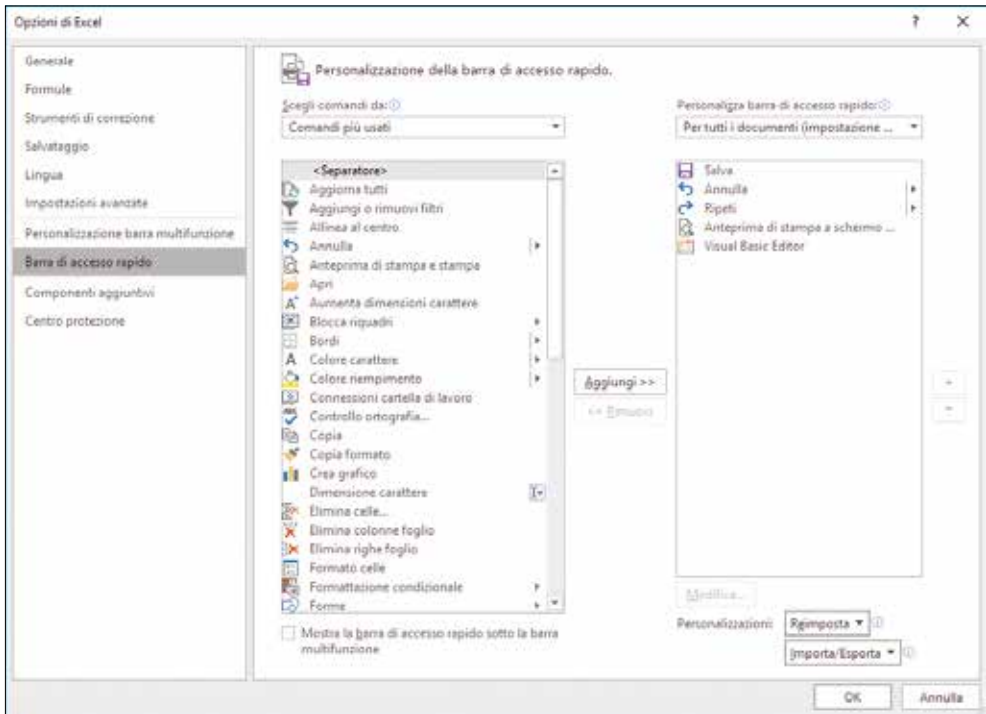 Opzioni di Excel
?
Generale
Formule
Strumenti di correzione
Salvataggio
Lingua
Impostazioni avanzate
Personalizzazione barra multifunzione
Barra di accesso rapido
Componenti aggiuntivi
Centro protezione
Personalizzazione della barra di accesso rapido.
Scegli comandi da:
Comandi più usati
<Separatore>
Aggiorna tutti
Aggiungi o rimuovi filtri
Allinea al centro
Annulla
Anteprima di stampa e stampa
Apri
Aumenta dimensioni carattere
Blocca riquadri
Bordi
Colore carattere
Colore riempimento
Connessioni cartella di lavoro
Controllo ortografia...
Copia
Copia formato
Crea grafico
Dimensione carattere
Elimina celle...
Elimina colonne foglio
Elimina righe foglio
Formato celle
Formattazione condizionale
Forme
Mostra la barra di accesso rapido sotto la barra
multifunzione
Aggiungi >>
<< Rimuovi
Personalizza barra di accesso rapido:
Per tutti i documenti (impostazione ...
Salva
Annulla
Ripeti
Anteprima di stampa a schermo ...
Visual Basic Editor
Modifica...
Personalizzazioni:
Reimposta
Importa/Esporta
OK
Annulla